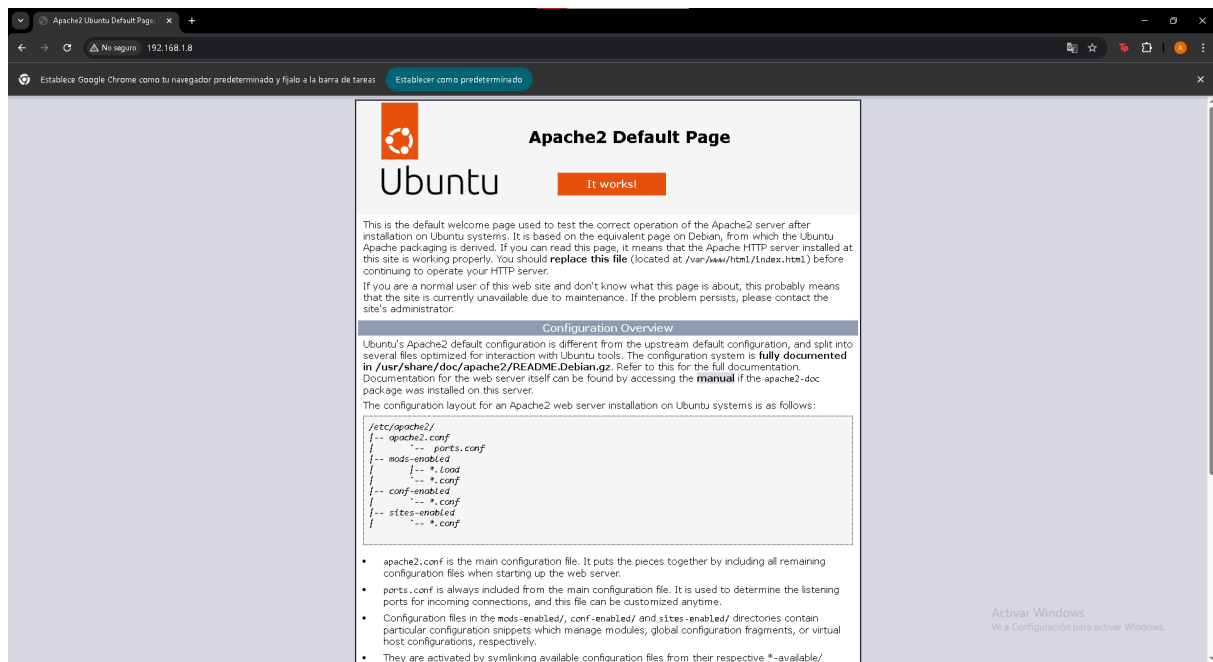 Apache2 Ubuntu Default Page:
No seguro 192.168.1.8
Establece Google Chrome como tu navegador predeterminado y fíjalo a la barra de tareas Establecer como predeterminado
Apache2 Default Page
Ubuntu
It works!
This is the default welcome page used to test the correct operation of the Apache2 server after
installation on Ubuntu systems. It is based on the equivalent page on Debian, from which the Ubuntu
Apache packaging is derived. If you can read this page, it means that the Apache HTTP server installed at
this site is working properly. You should replace this file (located at /var/www/html/index.html) before
continuing to operate your HTTP server.
If you are a normal user of this web site and don't know what this page is about, this probably means
that the site is currently unavailable due to maintenance. If the problem persists, please contact the
site's administrator.
Configuration Overview
Ubuntu's Apache2 default configuration is different from the upstream default configuration, and split into
several files optimized for interaction with Ubuntu tools. The configuration system is fully documented
in /usr/share/doc/apache2/README.Debian.gz. Refer to this for the full documentation.
Documentation for the web server itself can be found by accessing the manual if the apache2-doc
package was installed on this server.
The configuration layout for an Apache2 web server installation on Ubuntu systems is as follows:
/etc/apache2/
|-- apache2.conf
|       `--  ports.conf
|-- mods-enabled
|       |-- *.load
|       `-- *.conf
|-- conf-enabled
|       `-- *.conf
|-- sites-enabled
|       `-- *.conf
• apache2.conf is the main configuration file. It puts the pieces together by including all remaining
configuration files when starting up the web server.
• ports.conf is always included from the main configuration file. It is used to determine the listening
ports for incoming connections, and this file can be customized anytime.
• Configuration files in the mods-enabled/, conf-enabled/ and sites-enabled/ directories contain
particular configuration snippets which manage modules, global configuration fragments, or virtual
host configurations, respectively.
• They are activated by symlinking available configuration files from their respective *-available/
Activar Windows
Ve a Configuración para activar Windows.